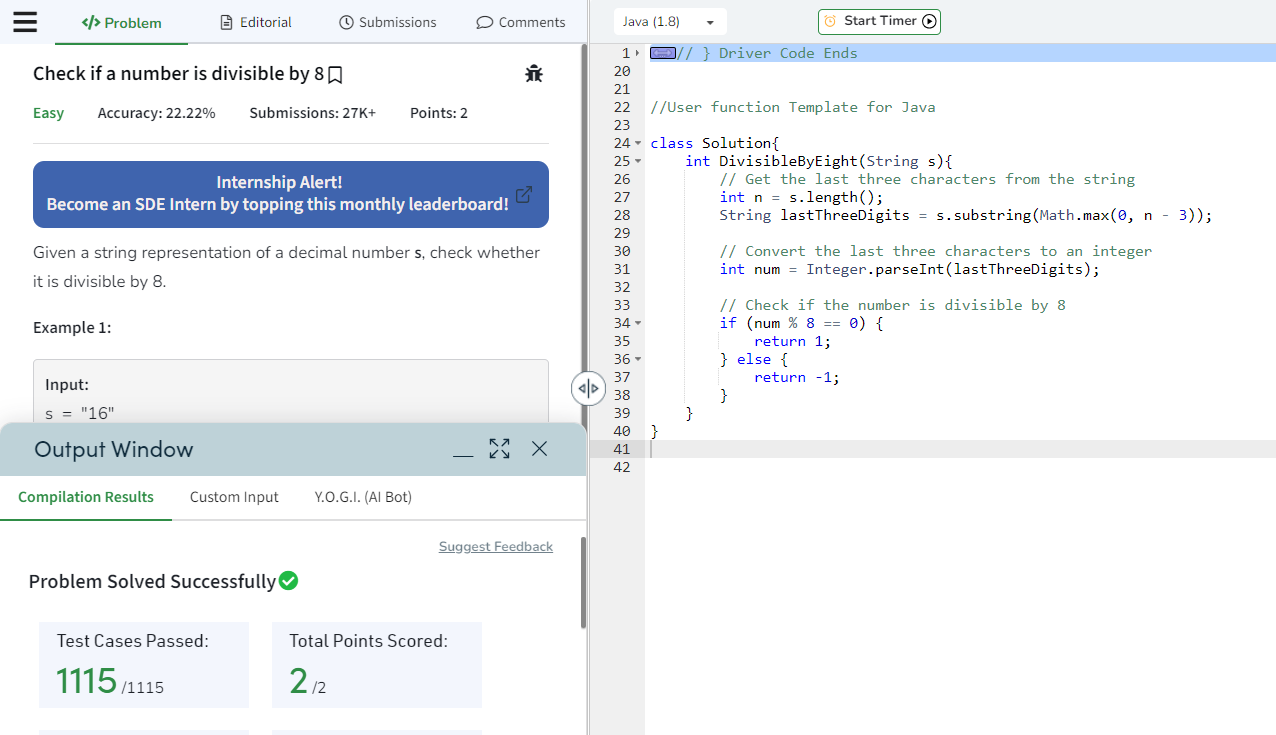 Problem
Editorial
Submissions
Comments
Check if a number is divisible by 8
Easy Accuracy: 22.22% Submissions: 27K+ Points: 2
Internship Alert!
Become an SDE Intern by topping this monthly leaderboard!
Given a string representation of a decimal number s, check whether
it is divisible by 8.
Example 1:
Input:
s = "16"
Output Window
Compilation Results Custom Input Y.O.G.I. (AI Bot)
Suggest Feedback
Problem Solved Successfully
Test Cases Passed:
1115 /1115
Total Points Scored:
2 /2
Java (1.8)
Start Timer
1 // } Driver Code Ends
20
21
22 //User function Template for Java
23
24 class Solution{
25 int DivisibleByEight(String s){
26 // Get the last three characters from the string
27 int n = s.length();
28 String lastThreeDigits = s.substring(Math.max(0, n - 3));
29
30 // Convert the last three characters to an integer
31 int num = Integer.parseInt(lastThreeDigits);
32
33 // Check if the number is divisible by 8
34 if (num % 8 == 0) {
35 return 1;
36 } else {
37 return -1;
38 }
39 }
40 }
41
42